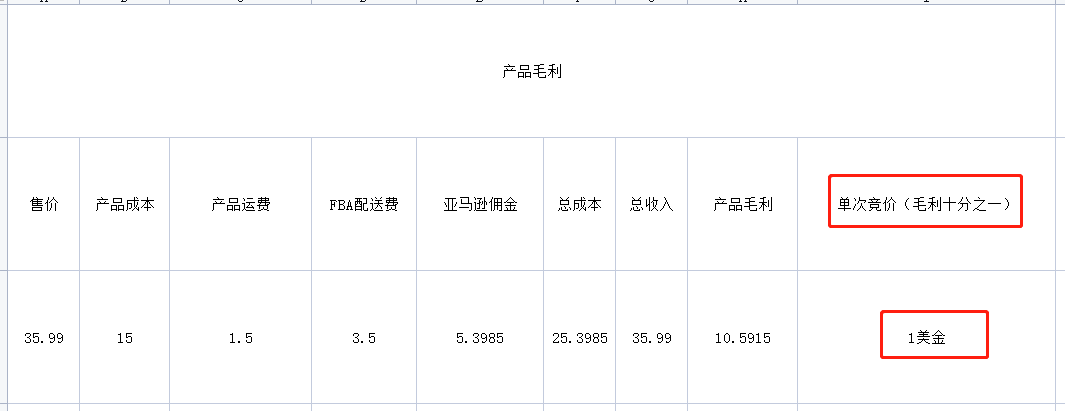 产品毛利
售价 产品成本 产品运费 FBA配送费 亚马逊佣金 总成本 总收入 产品毛利 单次竞价（毛利十分之一）
35.99 15 1.5 3.5 5.3985 25.3985 35.99 10.5915 1美金